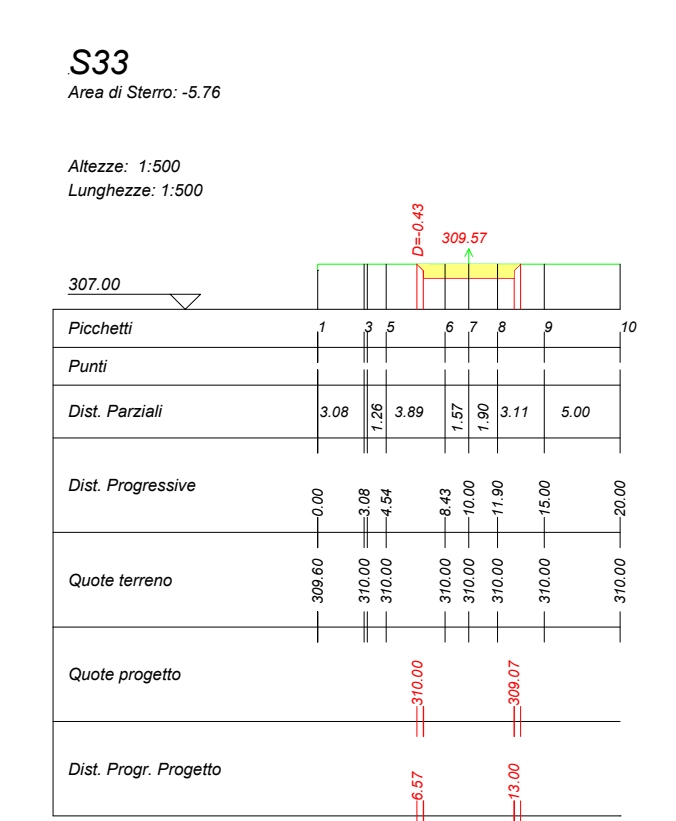 S33
Area di Sterro: -5.76
Altezze: 1:500
Lunghezze: 1:500
D=-0.43
309.57
307.00
Picchetti 1 3 5 6 7 8 9 10
Punti
Dist. Parziali 3.08 1.26 3.89 1.57 1.90 3.11 5.00
Dist. Progressive 0.00 3.08 4.54 8.43 10.00 11.90 15.00 20.00
Quote terreno 309.60 310.00 310.00 310.00 310.00 310.00 310.00 310.00
Quote progetto 310.00 309.07
Dist. Progr. Progetto 6.57 13.00